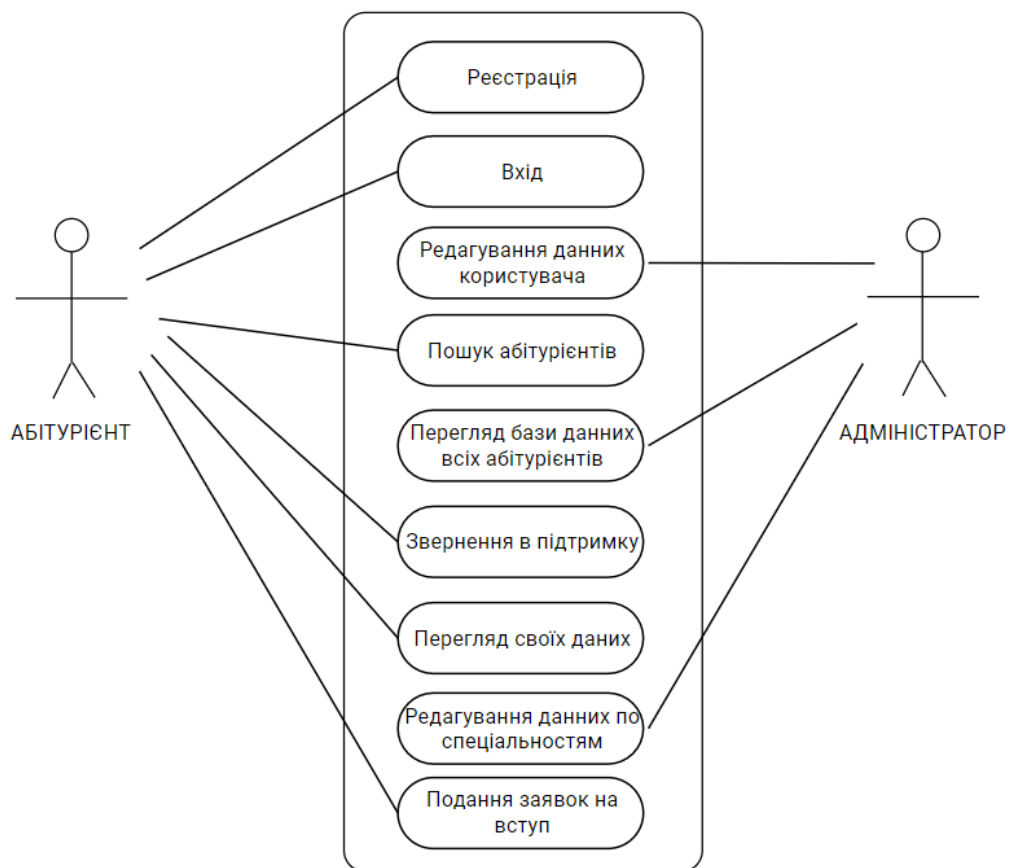 Реєстрація
Вхід
Редагування данних
користувача
Пошук абітурієнтів
АБІТУРІЄНТ
АДМІНІСТРАТОР
Перегляд бази данних
всіх абітурієнтів
Звернення в підтримку
Перегляд своїх даних
Редагування данних по
спеціальностям
Подання заявок на
вступ